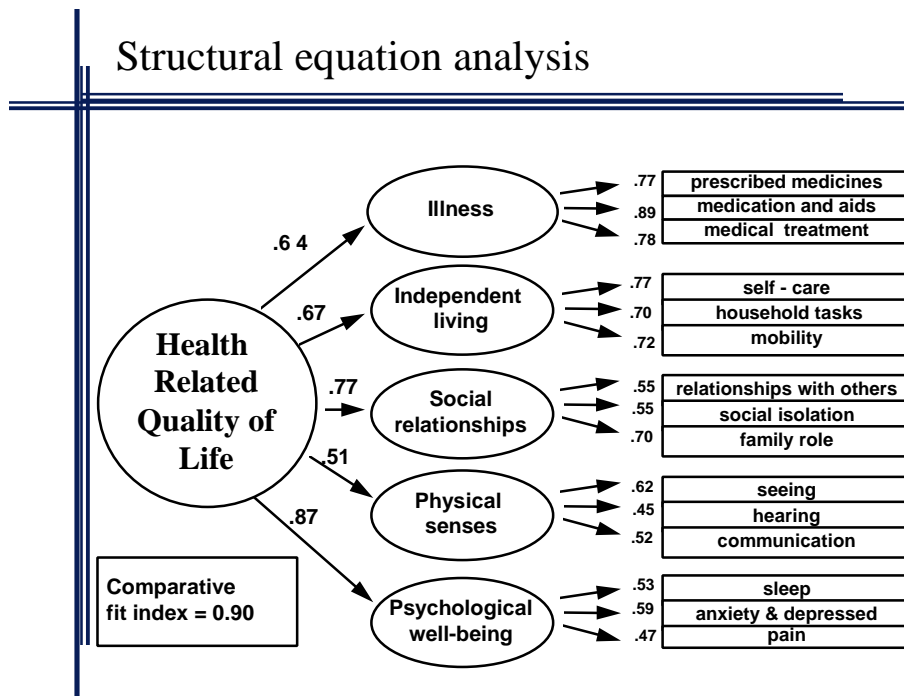 Structural equation analysis
.6 4
Illness
.77
prescribed medicines
.89
medication and aids
.78
medical treatment
.67
Independent
living
.77
self - care
.70
household tasks
.72
mobility
Health
Related
Quality of
Life
.77
Social
relationships
.55
relationships with others
.55
social isolation
.70
family role
.51
Physical
senses
.62
seeing
.45
hearing
.52
communication
.87
Psychological
well-being
.53
sleep
.59
anxiety & depressed
.47
pain
Comparative
fit index = 0.90